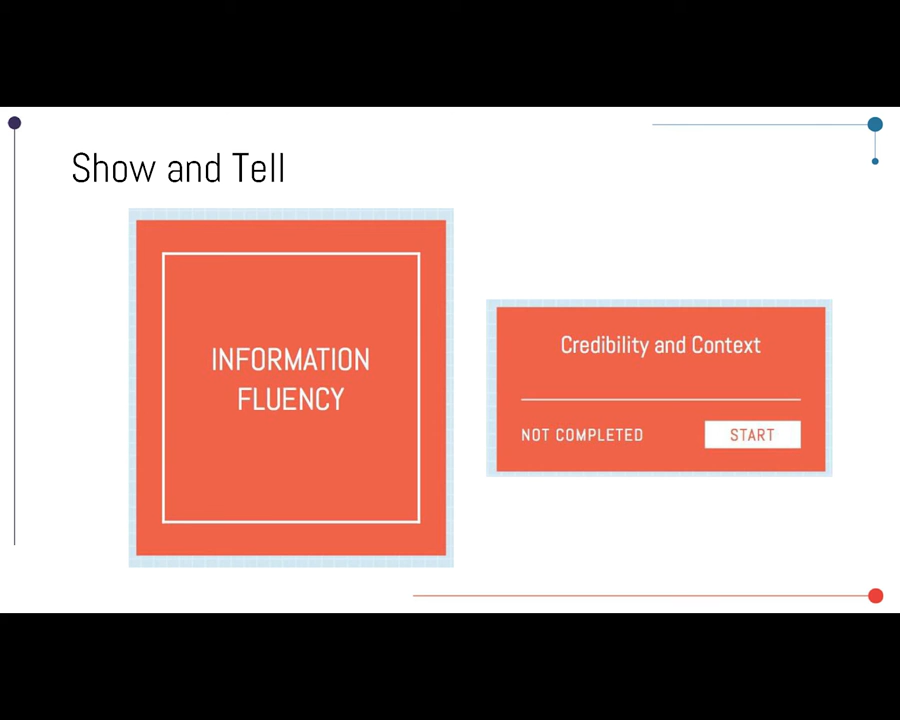 Show and Tell
INFORMATION
FLUENCY
Credibility and Context
NOT COMPLETED
START